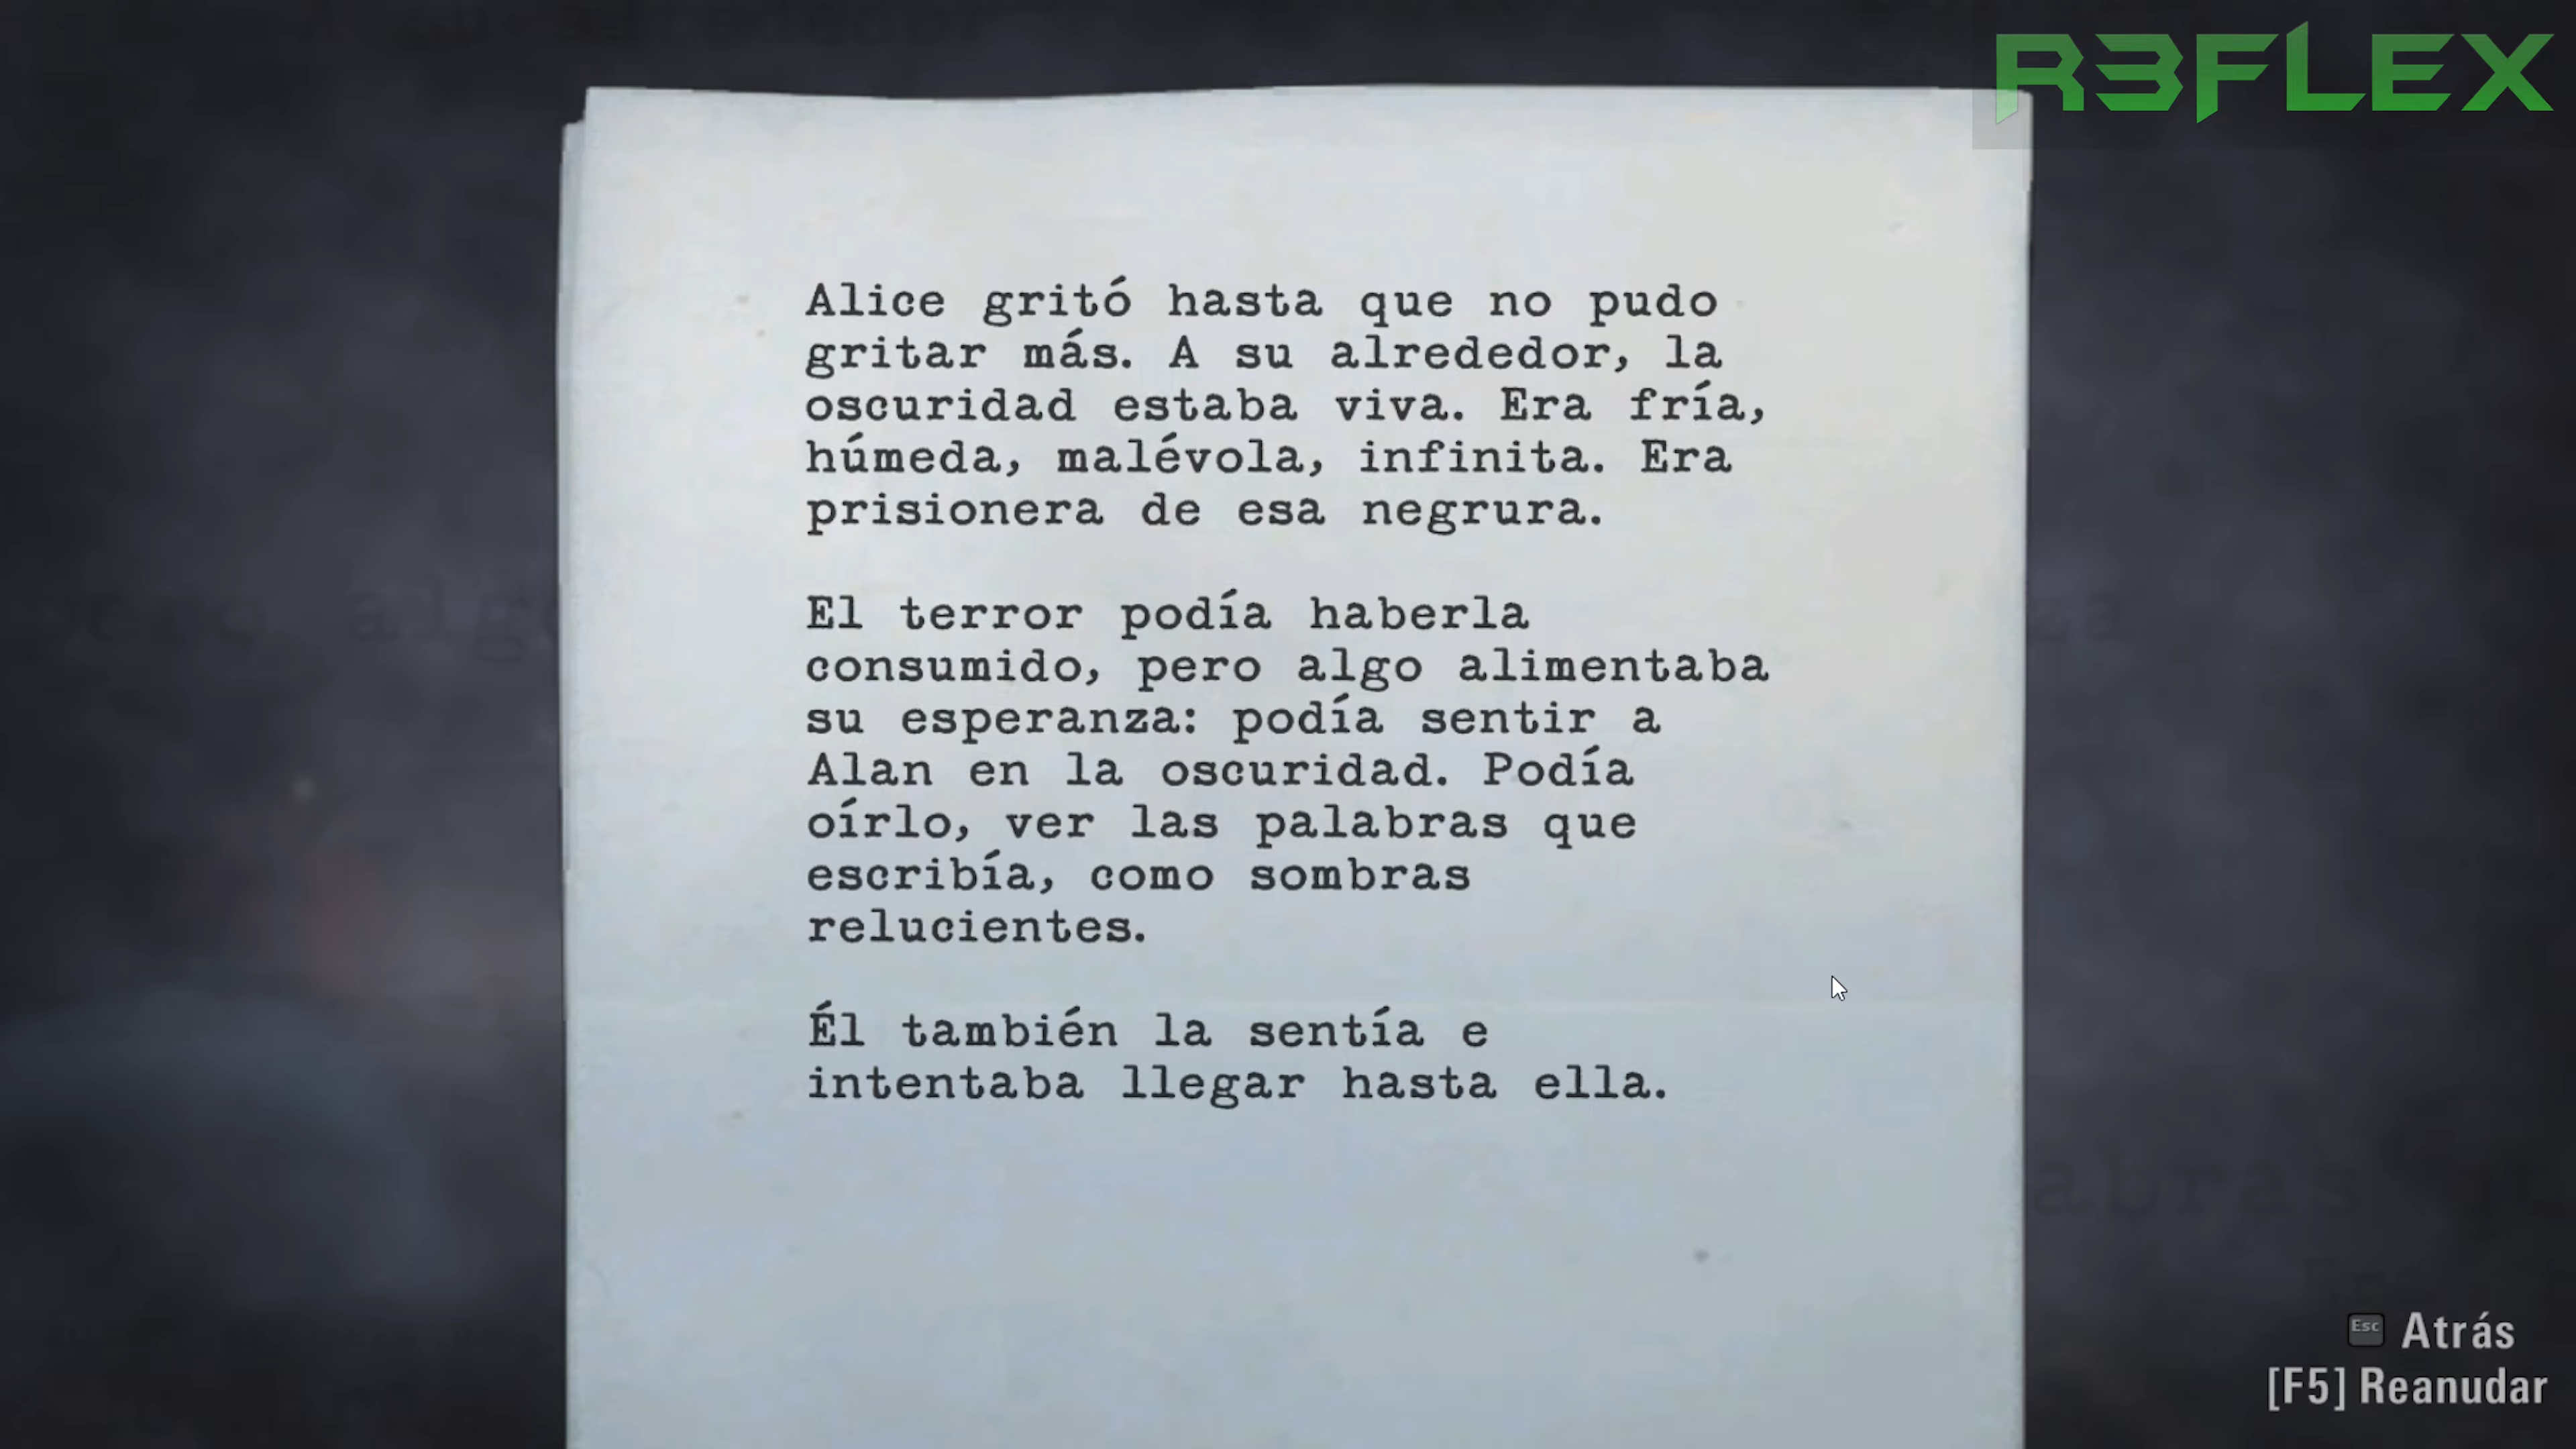 R3FLEX
Alice gritó hasta que no pudo
gritar más. A su alrededor, la
oscuridad estaba viva. Era fría,
húmeda, malévola, infinita. Era
prisionera de esa negrura.
El terror podía haberla
consumido, pero algo alimentaba
su esperanza: podía sentir a
Alan en la oscuridad. Podía
oírlo, ver las palabras que
escribía, como sombras
relucientes.
Él también la sentía e
intentaba llegar hasta ella.
Esc Atrás
[F5] Reanudar